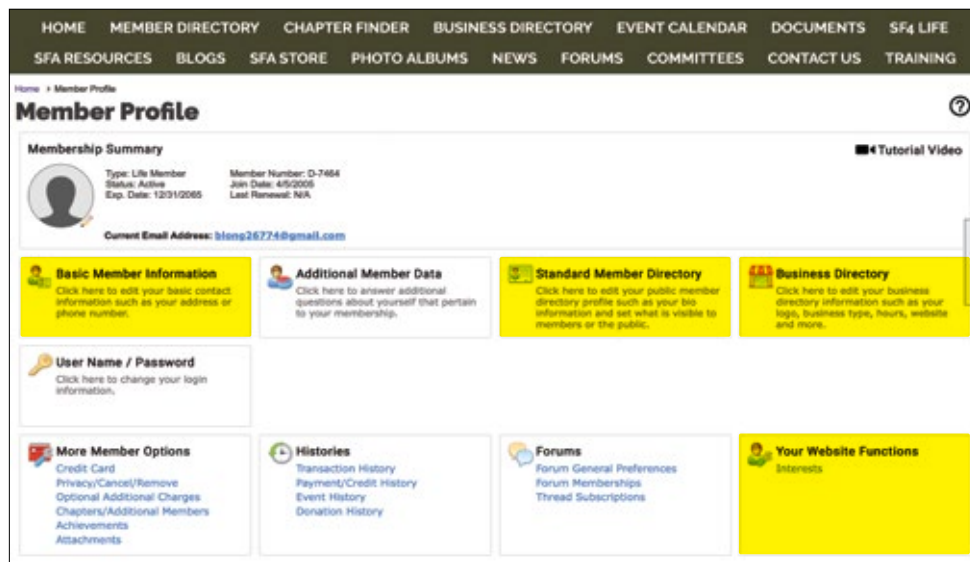 HOME MEMBER DIRECTORY CHAPTER FINDER BUSINESS DIRECTORY EVENT CALENDAR DOCUMENTS SF4 LIFE
SFA RESOURCES BLOGS SFA STORE PHOTO ALBUMS NEWS FORUMS COMMITTEES CONTACT US TRAINING
Home > Member Profile
Member Profile
Membership Summary
Tutorial Video
Type: Life Member
Status: Active
Exp. Date: 12/31/2065
Member Number: D-7464
Join Date: 4/5/2005
Last Renewal: N/A
Current Email Address: blong26774@gmail.com
Basic Member Information
Click here to edit your basic contact
information such as your address or
phone number.
Additional Member Data
Click here to answer additional
questions about yourself that pertain
to your membership.
Standard Member Directory
Click here to edit your public member
directory profile such as your bio
information and set what is visible to
members or the public.
Business Directory
Click here to edit your business
directory information such as your
logo, business type, hours, website
and more.
User Name / Password
Click here to change your login
information.
More Member Options
Credit Card
Privacy/Cancel/Remove
Optional Additional Charges
Chapters/Additional Members
Achievements
Attachments
Histories
Transaction History
Payment/Credit History
Event History
Donation History
Forums
Forum General Preferences
Forum Memberships
Thread Subscriptions
Your Website Functions
Interests